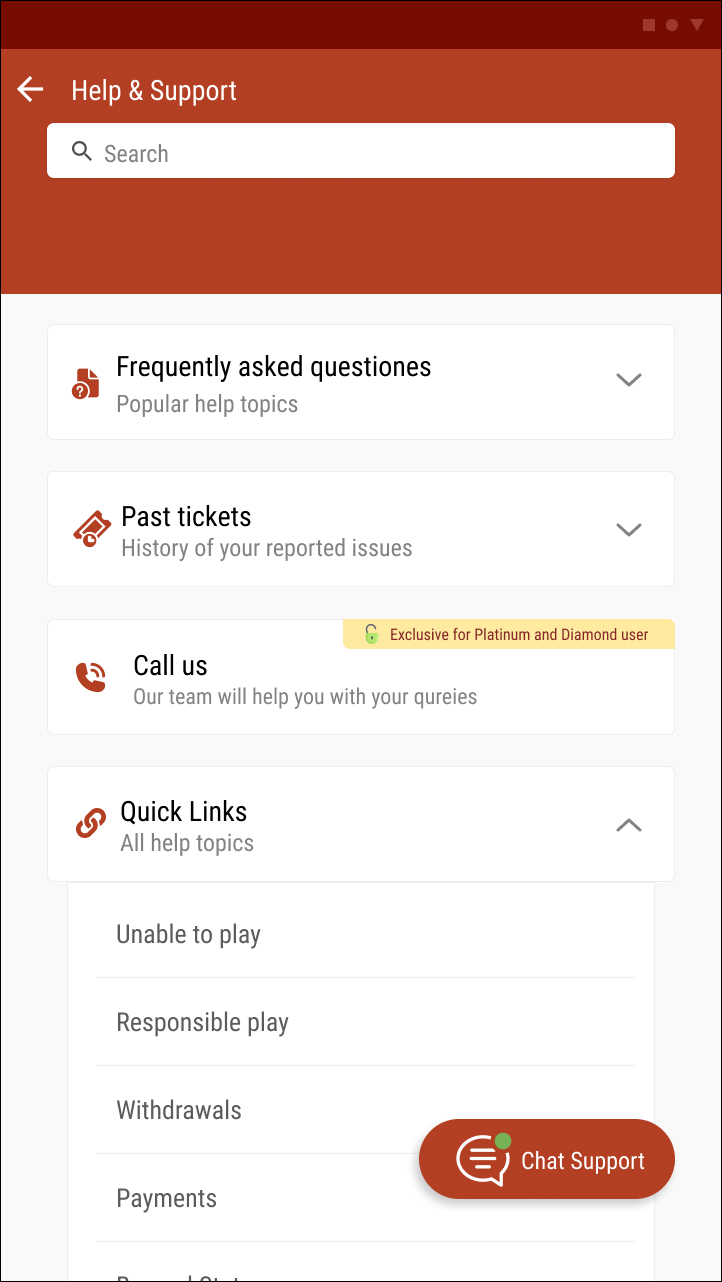 Help & Support
Search
Frequently asked questiones
Popular help topics
Past tickets
History of your reported issues
Exclusive for Platinum and Diamond user
Call us
Our team will help you with your qureies
Quick Links
All help topics
Unable to play
Responsible play
Withdrawals
Chat Support
Payments